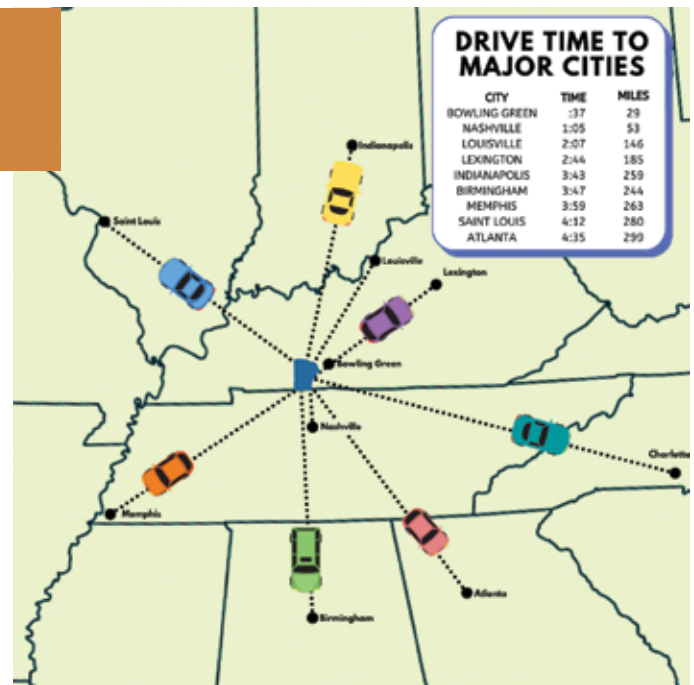 DRIVE TIME TO
MAJOR CITIES
CITY TIME MILES
BOWLING GREEN :37 29
NASHVILLE 1:05 53
LOUISVILLE 2:07 146
LEXINGTON 2:44 185
INDIANAPOLIS 3:43 259
BIRMINGHAM 3:47 244
MEMPHIS 3:59 263
SAINT LOUIS 4:12 280
ATLANTA 4:35 299
Indianapolis
Saint Louis
Louisville
Lexington
Bowling Green
Nashville
Charlotte
Memphis
Atlanta
Birmingham